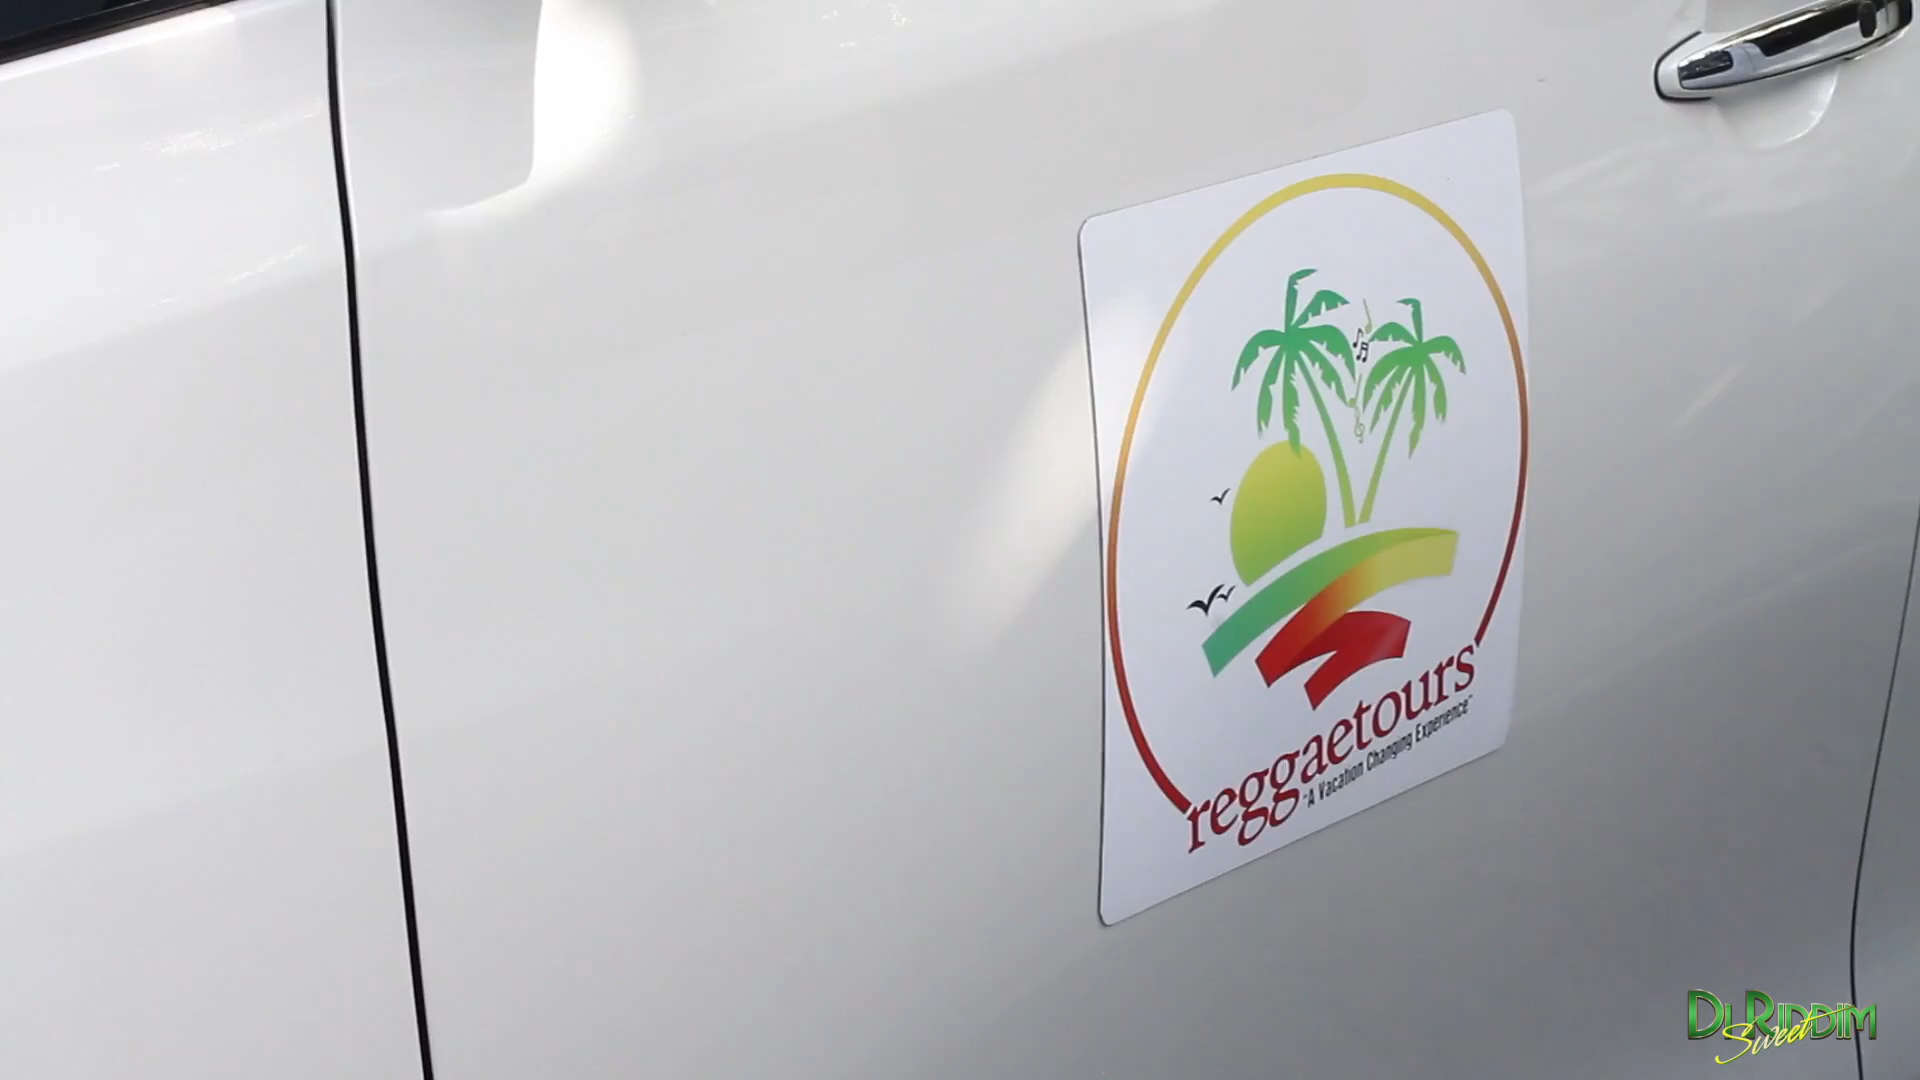 reggaetours
"A Vacation Changing Experience"
Di Riddim
Sweet